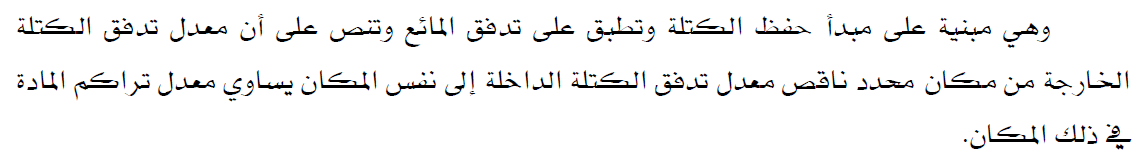 وهي مبنية على مبدأ حفظ الكتلة وتطبق على تدفق المائع وتنص على أن معدل تدفق الكتلة
الخارجة من مكان محدد ناقص معدل تدفق الكتلة الداخلة إلى نفس المكان يساوي معدل تراكم المادة
في ذلك المكان.